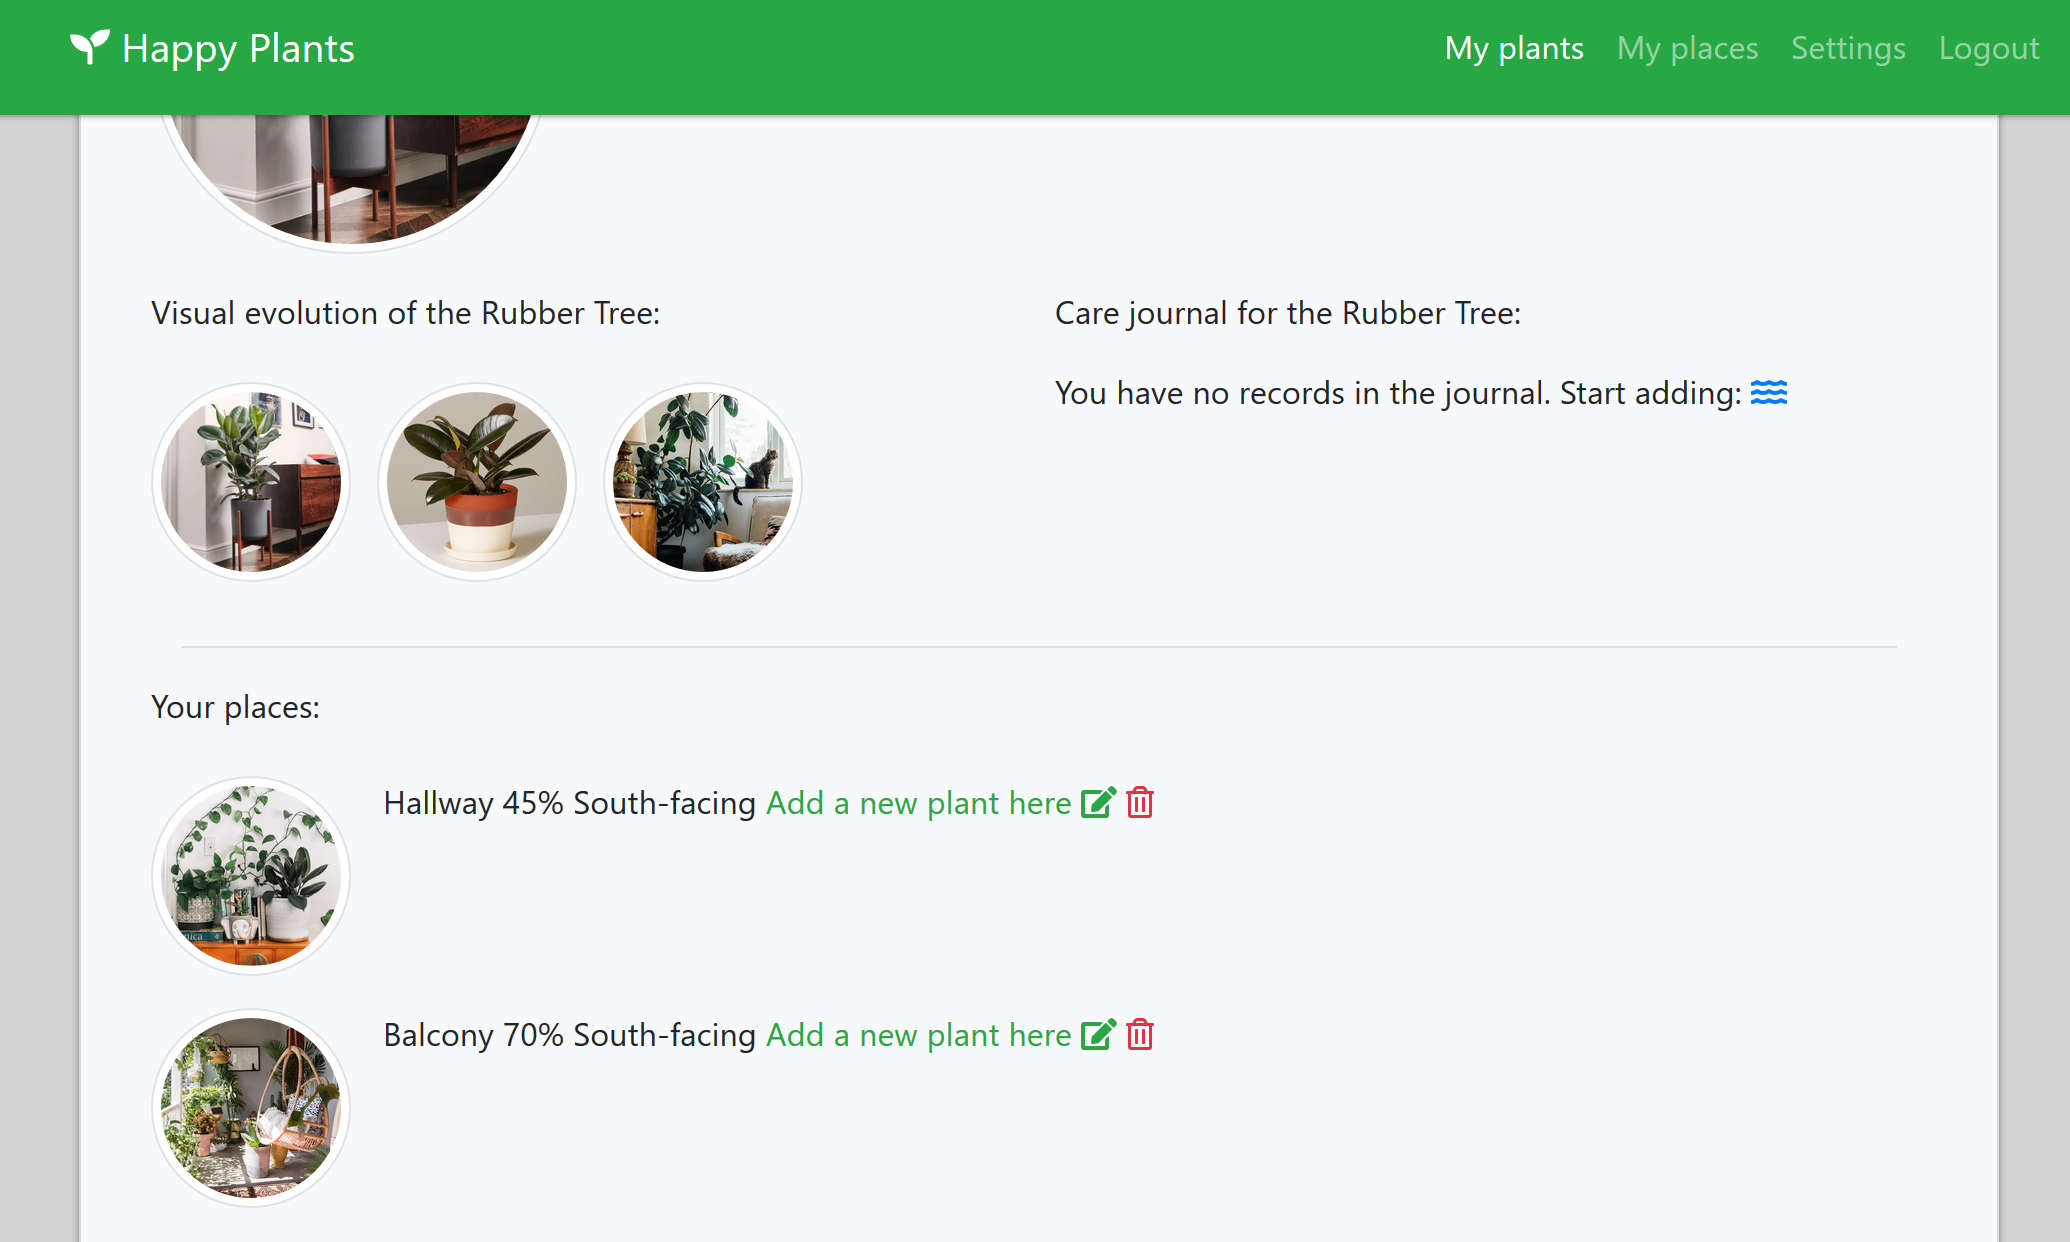 Happy Plants
My plants My places Settings Logout
Visual evolution of the Rubber Tree:
Care journal for the Rubber Tree:
You have no records in the journal. Start adding:
Your places:
Hallway 45% South-facing Add a new plant here
Balcony 70% South-facing Add a new plant here